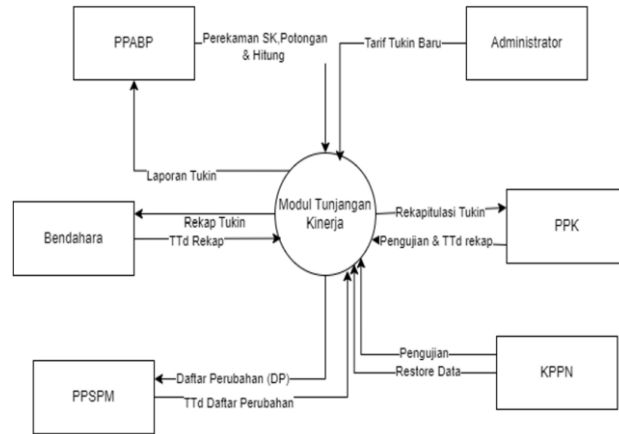 PPABP
Perekaman SK,Potongan
& Hitung
Tarif Tukin Baru
Administrator
Laporan Tukin
Modul Tunjangan
Kinerja
Bendahara
Rekap Tukin
TTd Rekap
Rekapitulasi Tukin
Pengujian & TTd rekap
PPK
PPSPM
Daftar Perubahan (DP)
TTd Daftar Perubahan
Pengujian
Restore Data
KPPN